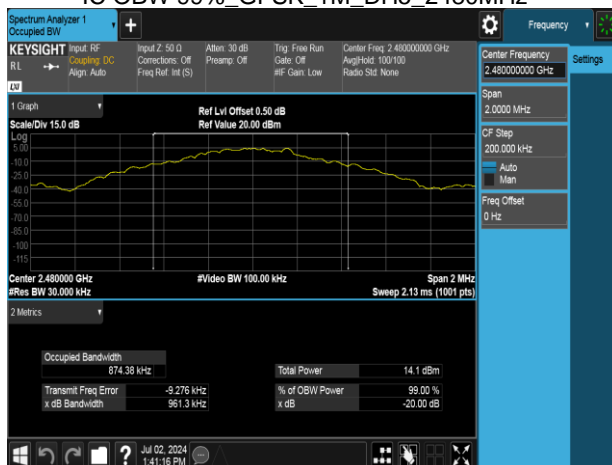 IC OBW 99%_GFSK_1M_DH5_2480MHz
Spectrum Analyzer 1
Occupied BW
+
Frequency
KEYSIGHT
RL
Input: RF
Coupling: DC
Align: Auto
Input Z: 50 Ω
Corrections: Off
Freq Ref: Int (S)
Atten: 30 dB
Preamp: Off
Trig: Free Run
Gate: Off
#IF Gain: Low
Center Freq: 2.480000000 GHz
Avg|Hold: 100/100
Radio Std: None
LXI
1 Graph
Scale/Div 15.0 dB
Ref Lvl Offset 0.50 dB
Ref Value 20.00 dBm
Log
5.00
-10.0
-25.0
-40.0
-55.0
-70.0
-85.0
-100
-115
Center 2.480000 GHz
#Res BW 30.000 kHz
#Video BW 100.00 kHz
Span 2 MHz
Sweep 2.13 ms (1001 pts)
2 Metrics
Occupied Bandwidth
874.38 kHz
Total Power 14.1 dBm
Transmit Freq Error -9.276 kHz
% of OBW Power 99.00 %
x dB Bandwidth 961.3 kHz
x dB -20.00 dB
Center Frequency
2.480000000 GHz
Settings
Span
2.0000 MHz
CF Step
200.000 kHz
Auto
Man
Freq Offset
0 Hz
?
Jul 02, 2024
1:41:16 PM